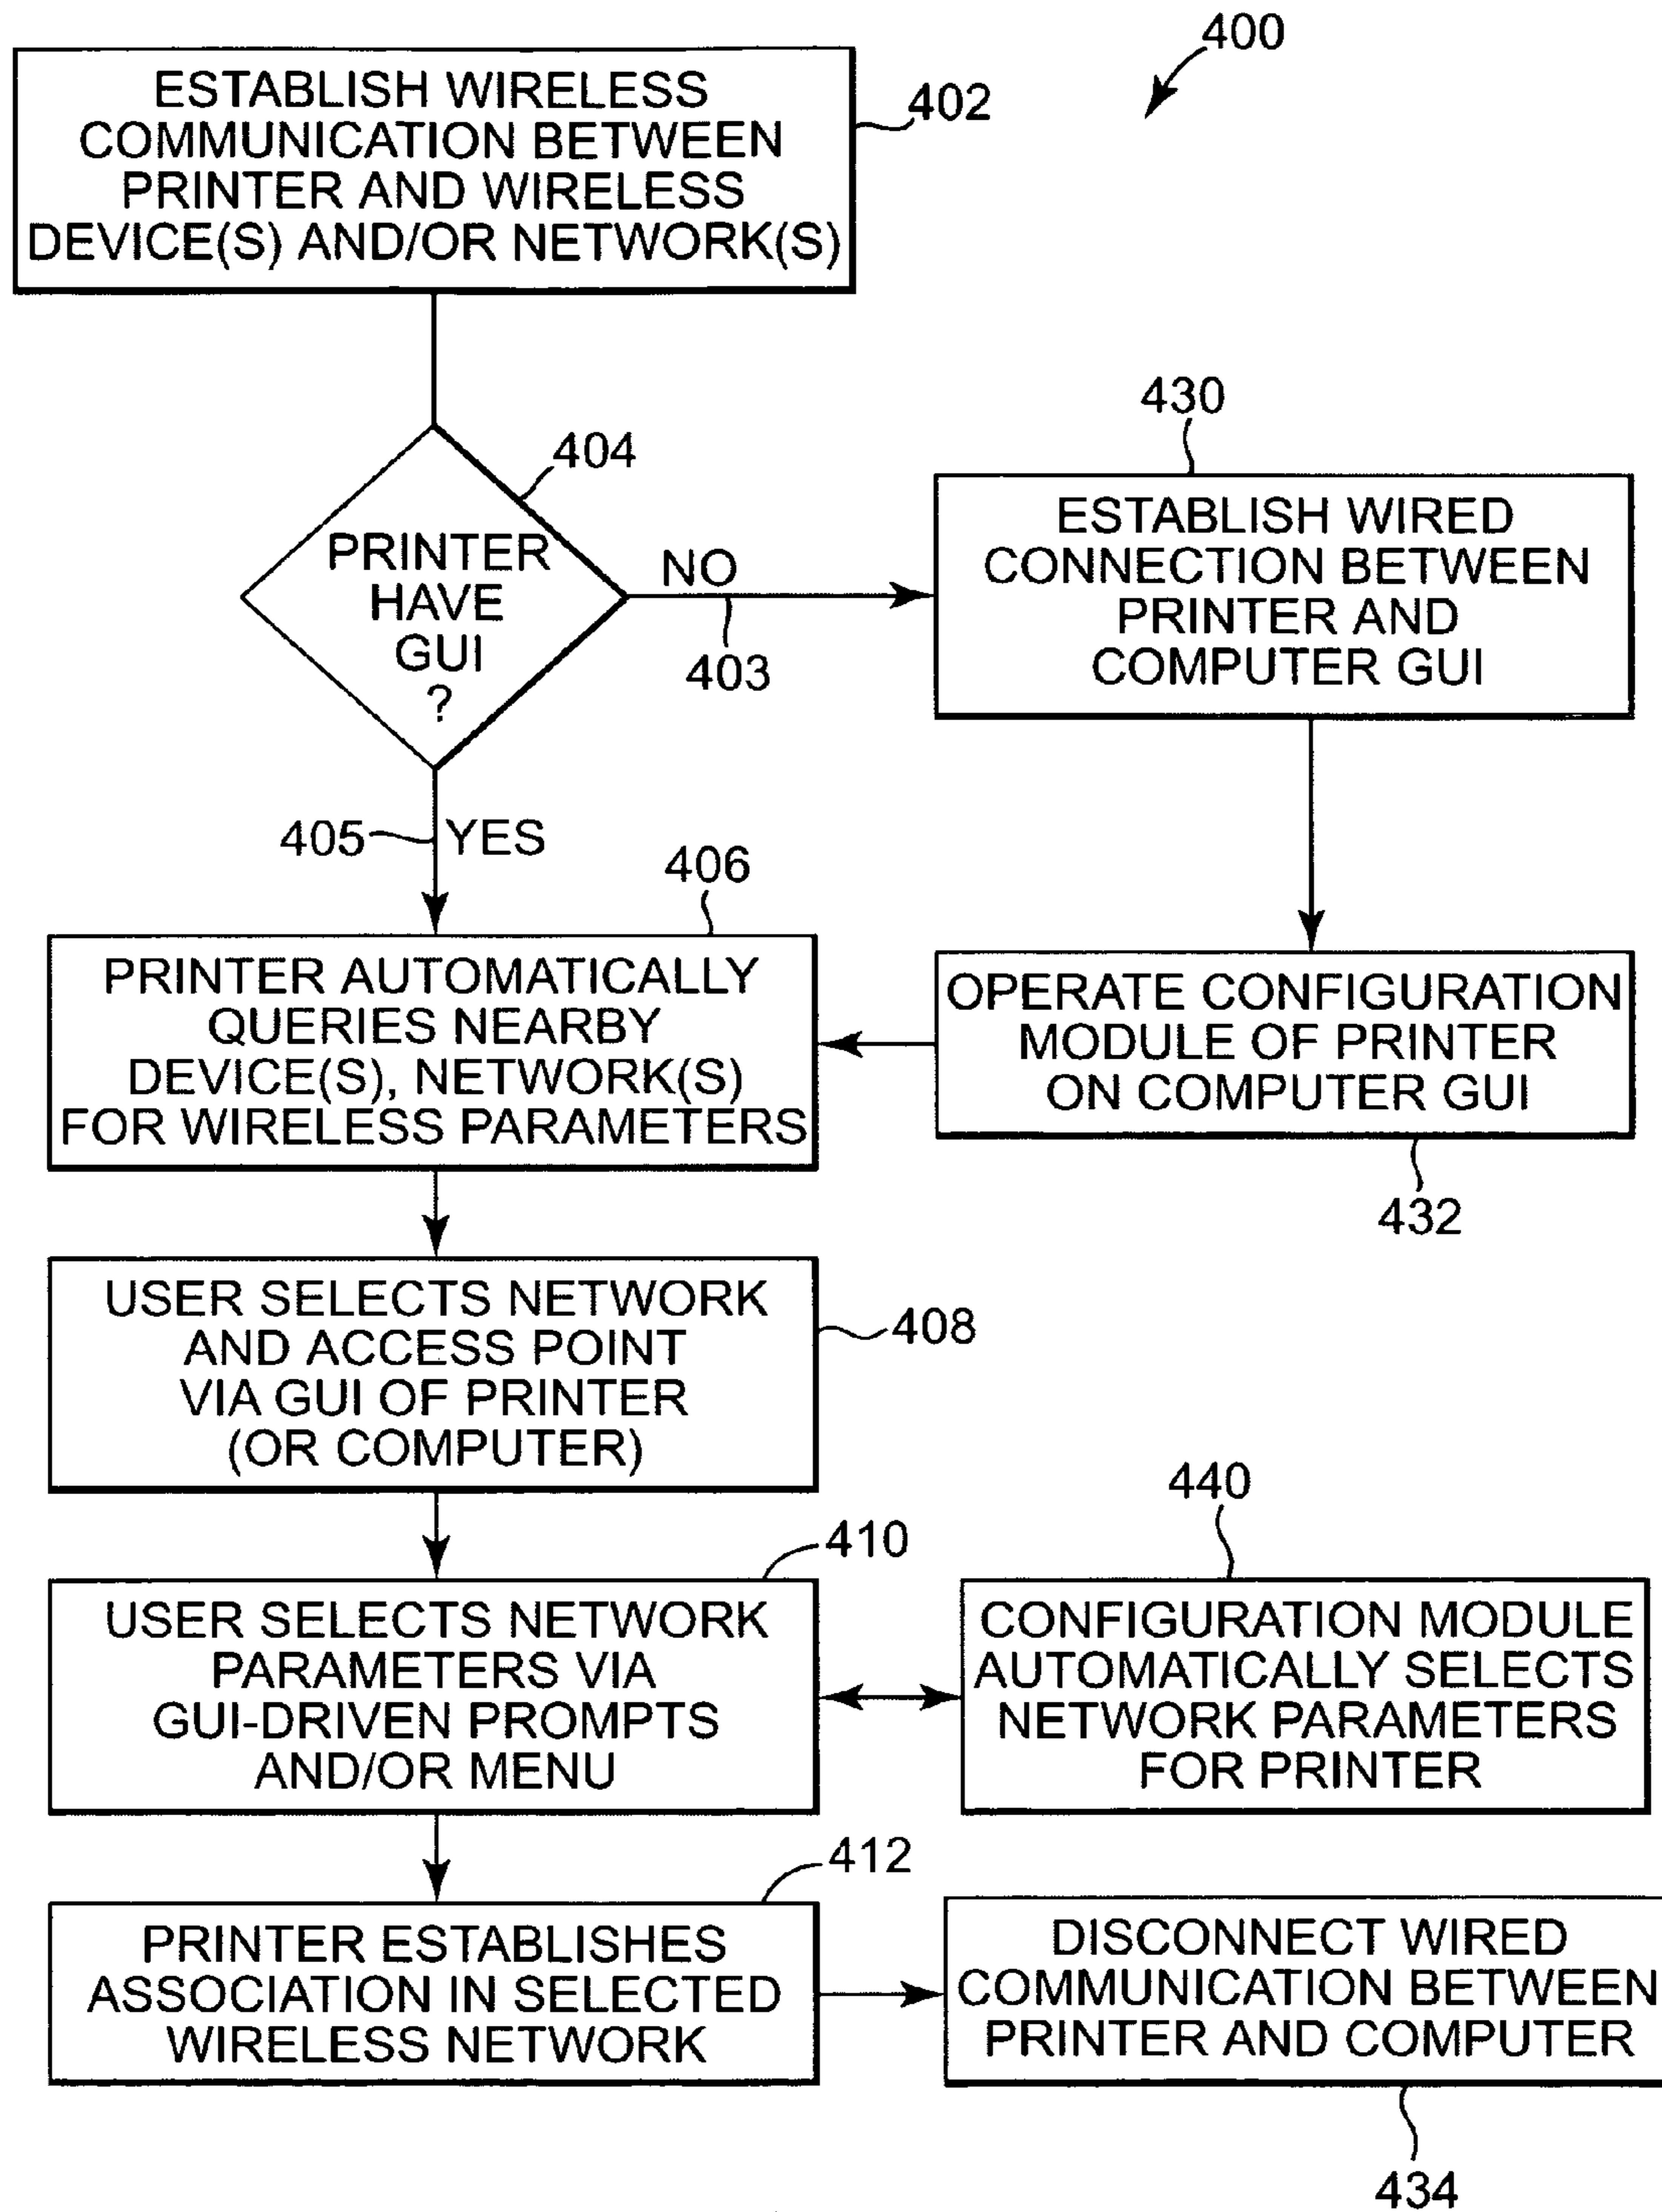 400
ESTABLISH WIRELESS
COMMUNICATION BETWEEN
PRINTER AND WIRELESS
DEVICE(S) AND/OR NETWORK(S)
402
404
PRINTER
HAVE
GUI
?
NO
403
430
ESTABLISH WIRED
CONNECTION BETWEEN
PRINTER AND
COMPUTER GUI
405
YES
406
PRINTER AUTOMATICALLY
QUERIES NEARBY
DEVICE(S), NETWORK(S)
FOR WIRELESS PARAMETERS
OPERATE CONFIGURATION
MODULE OF PRINTER
ON COMPUTER GUI
432
USER SELECTS NETWORK
AND ACCESS POINT
VIA GUI OF PRINTER
(OR COMPUTER)
408
410
USER SELECTS NETWORK
PARAMETERS VIA
GUI-DRIVEN PROMPTS
AND/OR MENU
440
CONFIGURATION MODULE
AUTOMATICALLY SELECTS
NETWORK PARAMETERS
FOR PRINTER
412
PRINTER ESTABLISHES
ASSOCIATION IN SELECTED
WIRELESS NETWORK
DISCONNECT WIRED
COMMUNICATION BETWEEN
PRINTER AND COMPUTER
434